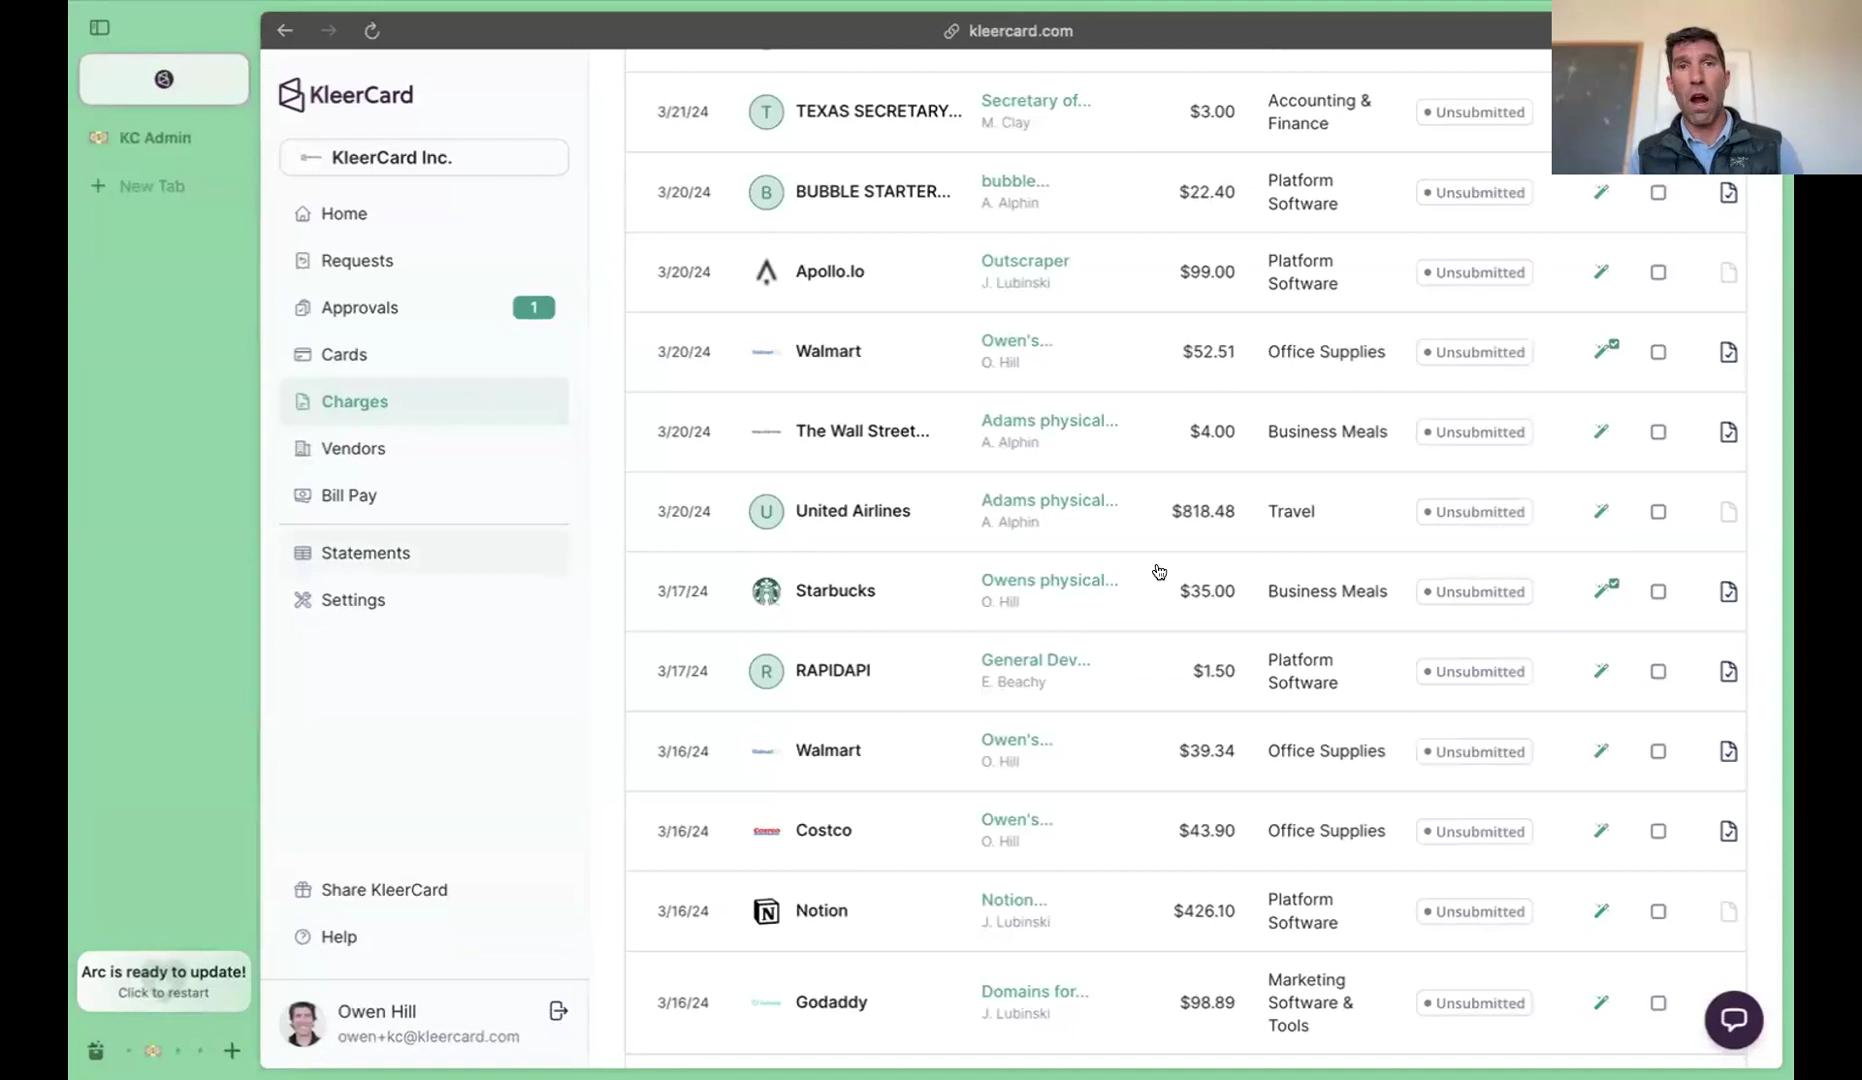 kleercard.com
KC Admin
New Tab
KleerCard
KleerCard Inc.
Home
Requests
Approvals 1
Cards
Charges
Vendors
Bill Pay
Statements
Settings
Share KleerCard
Help
Owen Hill
owen+kc@kleercard.com
Arc is ready to update!
Click to restart
3/21/24 T TEXAS SECRETARY... Secretary of... $3.00 Accounting & Unsubmitted
M. Clay Finance
3/20/24 B BUBBLE STARTER... bubble... $22.40 Platform Unsubmitted
A. Alphin Software
3/20/24 Apollo.Io Outscraper $99.00 Platform Unsubmitted
J. Lubinski Software
3/20/24 Walmart Owen's... $52.51 Office Supplies Unsubmitted
O. Hill
3/20/24 The Wall Street... Adams physical... $4.00 Business Meals Unsubmitted
A. Alphin
3/20/24 U United Airlines Adams physical... $818.48 Travel Unsubmitted
A. Alphin
3/17/24 Starbucks Owens physical... $35.00 Business Meals Unsubmitted
O. Hill
3/17/24 R RAPIDAPI General Dev... $1.50 Platform Unsubmitted
E. Beachy Software
3/16/24 Walmart Owen's... $39.34 Office Supplies Unsubmitted
O. Hill
3/16/24 Costco Owen's... $43.90 Office Supplies Unsubmitted
O. Hill
3/16/24 Notion Notion... $426.10 Platform Unsubmitted
J. Lubinski Software
3/16/24 Godaddy Domains for... $98.89 Marketing Unsubmitted
J. Lubinski Software &
Tools